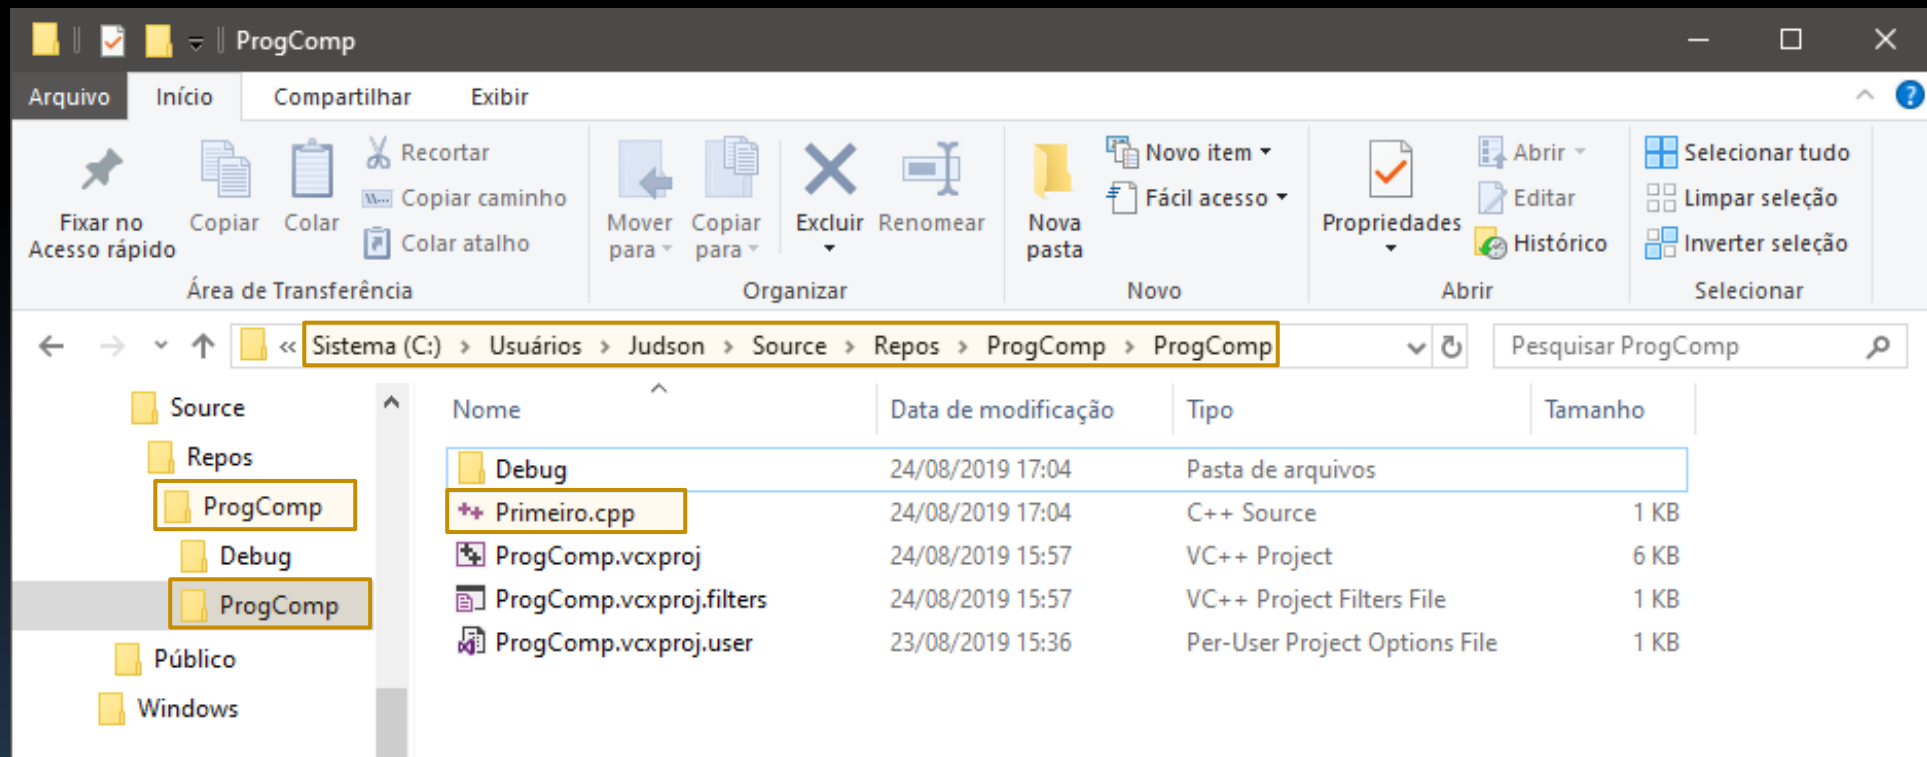 ProgComp
Arquivo Início Compartilhar Exibir
Fixar no
Acesso rápido
Copiar
Colar
Recortar
Copiar caminho
Colar atalho
Área de Transferência
Mover
para
Copiar
para
Excluir
Renomear
Organizar
Nova
pasta
Novo item
Fácil acesso
Novo
Propriedades
Abrir
Editar
Histórico
Abrir
Selecionar tudo
Limpar seleção
Inverter seleção
Selecionar
« Sistema (C:) > Usuários > Judson > Source > Repos > ProgComp > ProgComp
Pesquisar ProgComp
Source
Repos
ProgComp
Debug
ProgComp
Público
Windows
Nome Data de modificação Tipo Tamanho
Debug 24/08/2019 17:04 Pasta de arquivos
Primeiro.cpp 24/08/2019 17:04 C++ Source 1 KB
ProgComp.vcxproj 24/08/2019 15:57 VC++ Project 6 KB
ProgComp.vcxproj.filters 24/08/2019 15:57 VC++ Project Filters File 1 KB
ProgComp.vcxproj.user 23/08/2019 15:36 Per-User Project Options File 1 KB